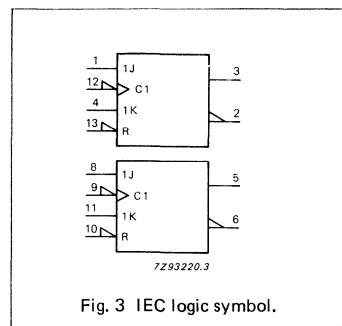 1 1J 3
12 C1
4 1K 2
13 R
8 1J 5
9 C1
11 1K 6
10 R
7Z93220.3
Fig. 3 IEC logic symbol.